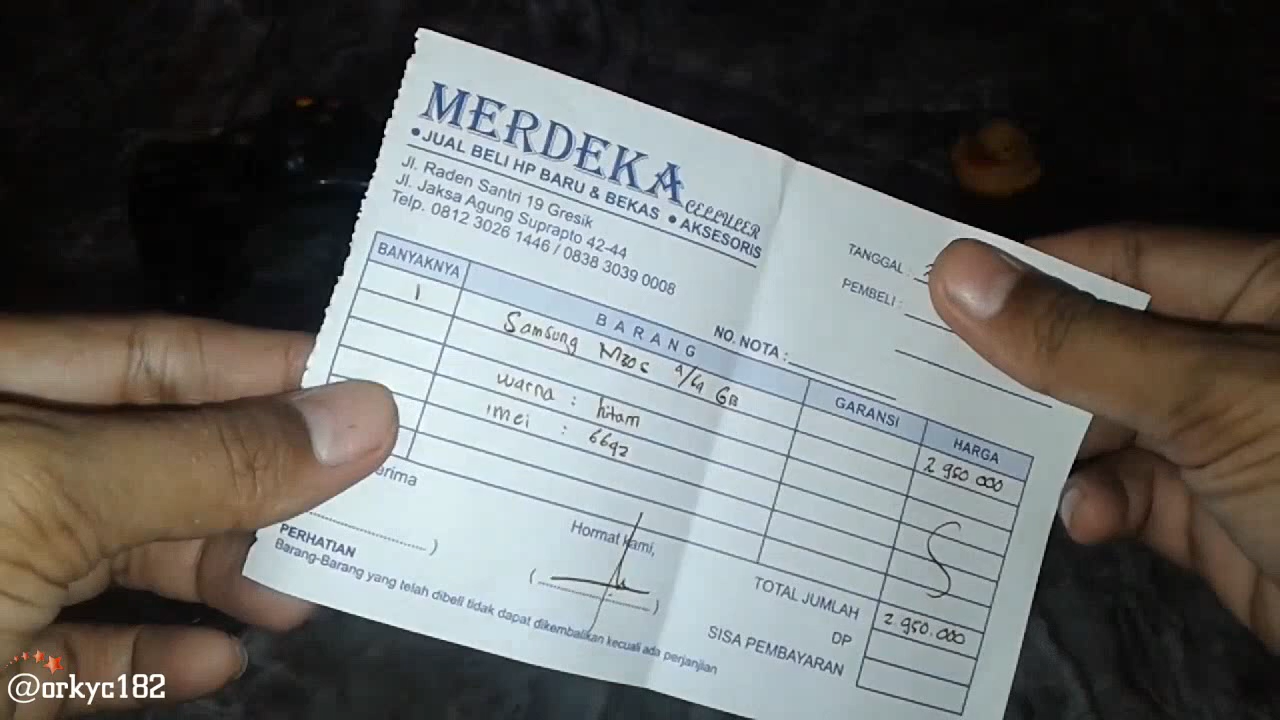 MERDEKA
CELLULER
•JUAL BELI HP BARU & BEKAS • AKSESORIS
Jl. Raden Santri 19 Gresik
Jl. Jaksa Agung Suprapto 42-44
Telp. 0812 3026 1446 / 0838 3039 0008
TANGGAL :
PEMBELI :
NO. NOTA :
BANYAKNYA BARANG GARANSI HARGA
1 Samsung M30s 4/64 GB 2 950 000
warna : hitam
imei : 6692
erima
Hormat kami,
TOTAL JUMLAH 2.950.000
DP
SISA PEMBAYARAN
PERHATIAN
Barang-Barang yang telah dibeli tidak dapat dikembalikan kecuali ada perjanjian
@orkyc182